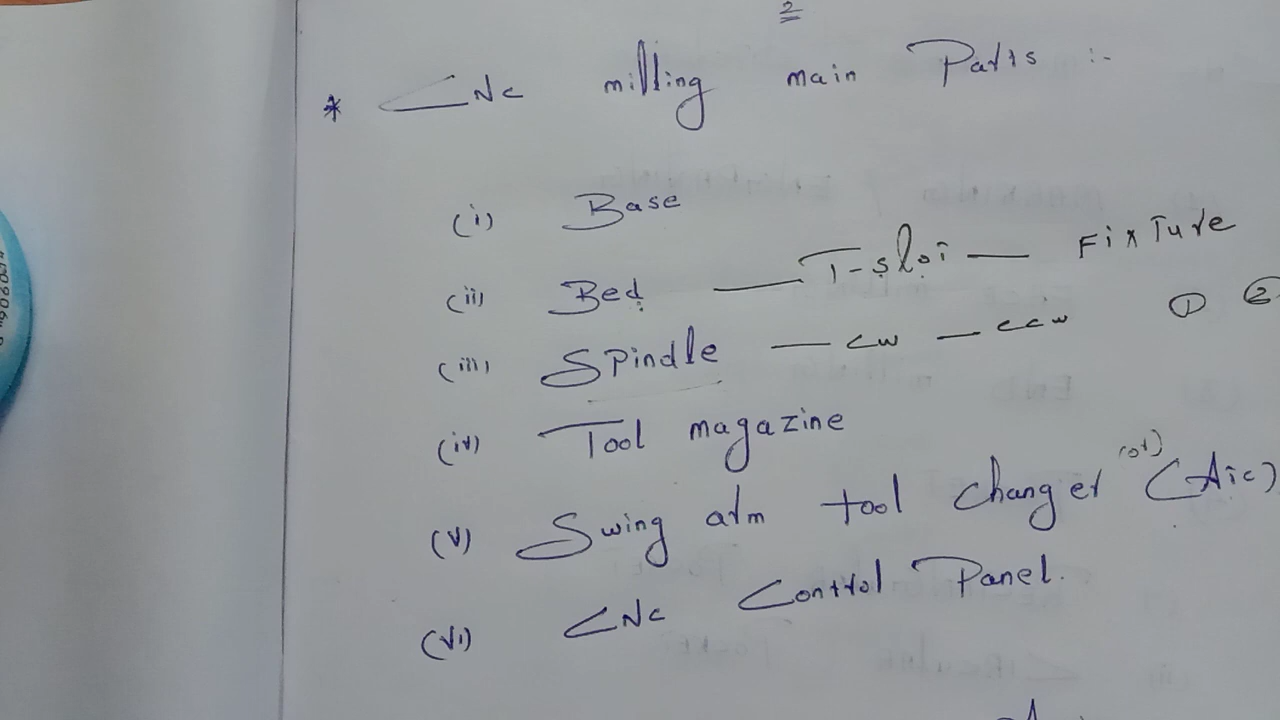 2
* CNC milling main Parts :-
(i) Base
(ii) Bed — T-slot — Fixture
(iii) Spindle — cw — ccw ① ②
(iv) Tool magazine
(v) Swing arm tool changer (or) (ATC)
(vi) CNC Control Panel.